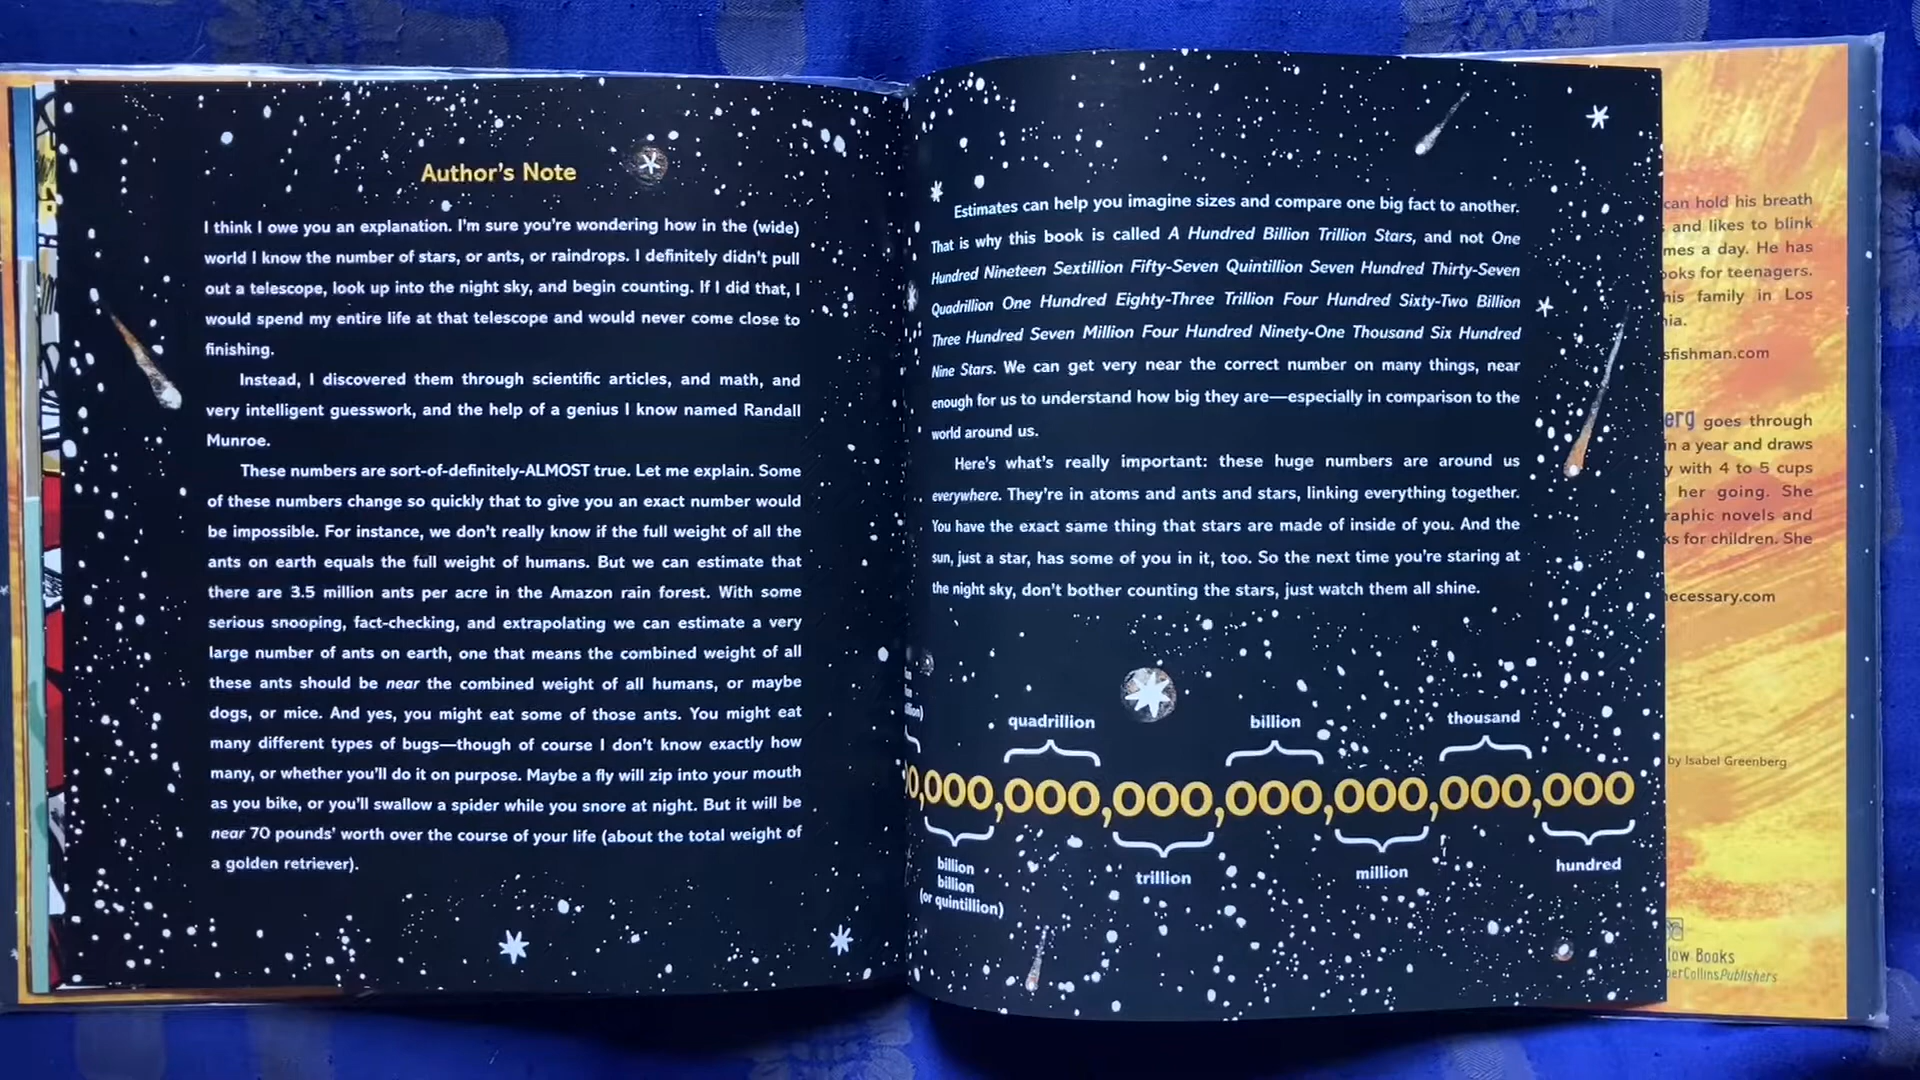 Author's Note
I think I owe you an explanation. I'm sure you're wondering how in the (wide)
world I know the number of stars, or ants, or raindrops. I definitely didn't pull
out a telescope, look up into the night sky, and begin counting. If I did that, I
would spend my entire life at that telescope and would never come close to
finishing.
Instead, I discovered them through scientific articles, and math, and
very intelligent guesswork, and the help of a genius I know named Randall
Munroe.
These numbers are sort-of-definitely-ALMOST true. Let me explain. Some
of these numbers change so quickly that to give you an exact number would
be impossible. For instance, we don't really know if the full weight of all the
ants on earth equals the full weight of humans. But we can estimate that
there are 3.5 million ants per acre in the Amazon rain forest. With some
serious snooping, fact-checking, and extrapolating we can estimate a very
large number of ants on earth, one that means the combined weight of all
these ants should be near the combined weight of all humans, or maybe
dogs, or mice. And yes, you might eat some of those ants. You might eat
many different types of bugs—though of course I don't know exactly how
many, or whether you'll do it on purpose. Maybe a fly will zip into your mouth
as you bike, or you'll swallow a spider while you snore at night. But it will be
near 70 pounds' worth over the course of your life (about the total weight of
a golden retriever).
Estimates can help you imagine sizes and compare one big fact to another.
That is why this book is called A Hundred Billion Trillion Stars, and not One
Hundred Nineteen Sextillion Fifty-Seven Quintillion Seven Hundred Thirty-Seven
Quadrillion One Hundred Eighty-Three Trillion Four Hundred Sixty-Two Billion
Three Hundred Seven Million Four Hundred Ninety-One Thousand Six Hundred
Nine Stars. We can get very near the correct number on many things, near
enough for us to understand how big they are—especially in comparison to the
world around us.
Here's what's really important: these huge numbers are around us
everywhere. They're in atoms and ants and stars, linking everything together.
You have the exact same thing that stars are made of inside of you. And the
sun, just a star, has some of you in it, too. So the next time you're staring at
the night sky, don't bother counting the stars, just watch them all shine.
quadrillion
billion
thousand
0,000,000,000,000,000,000,000
billion
billion
(or quintillion)
trillion
million
hundred
can hold his breath
and likes to blink
mes a day. He has
oks for teenagers.
his family in Los
ia.
sfishman.com
erg goes through
in a year and draws
y with 4 to 5 cups
her going. She
raphic novels and
ks for children. She
necessary.com
by Isabel Greenberg
low Books
perCollinsPublishers